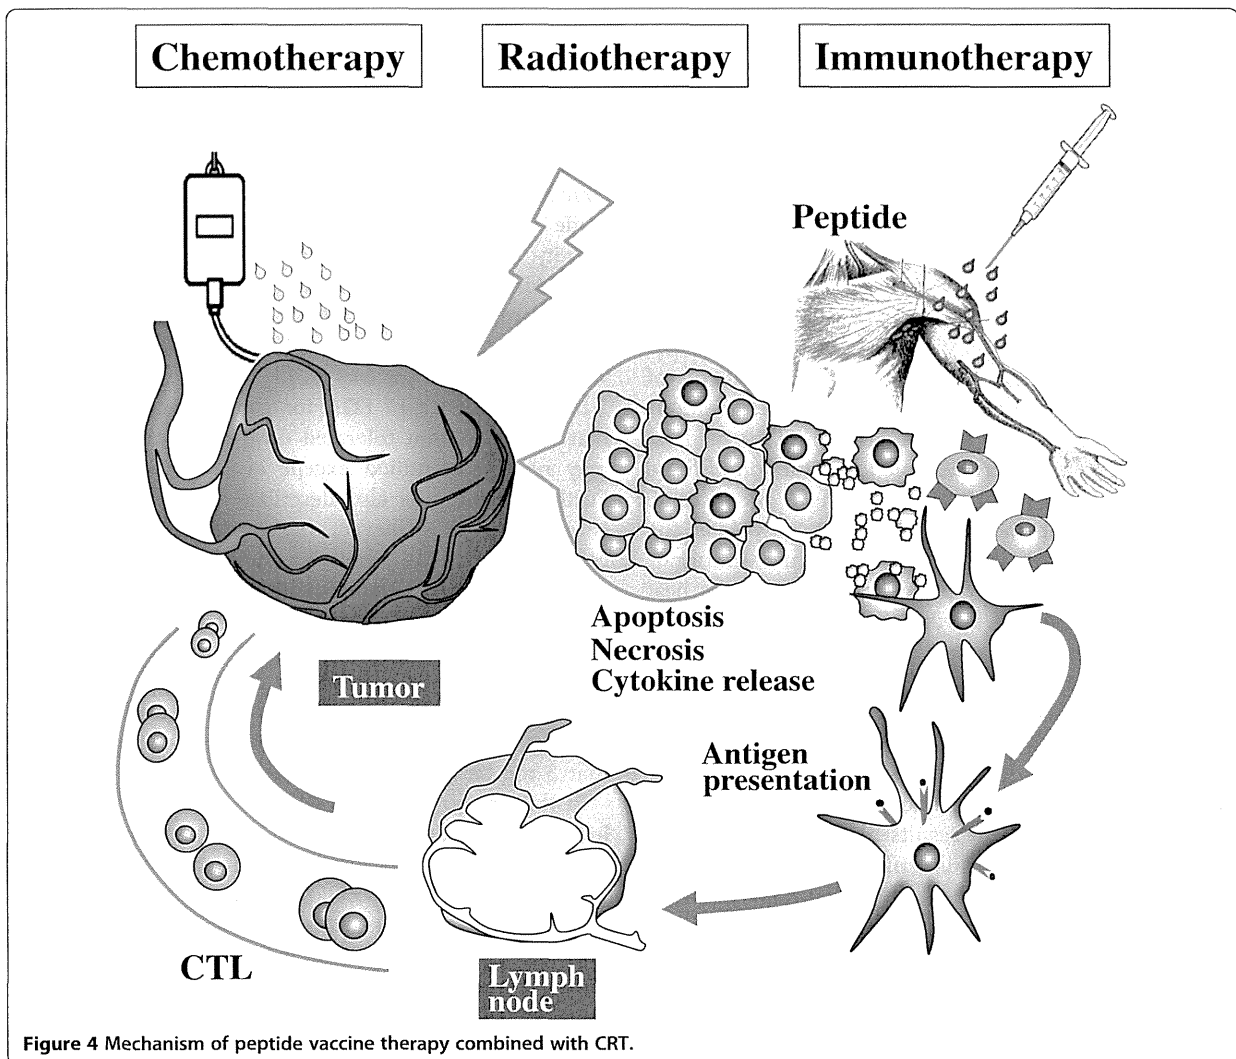 Chemotherapy
Radiotherapy
Immunotherapy
Peptide
Apoptosis
Necrosis
Cytokine release
Tumor
Antigen
presentation
CTL
Lymph
node
Figure 4 Mechanism of peptide vaccine therapy combined with CRT.